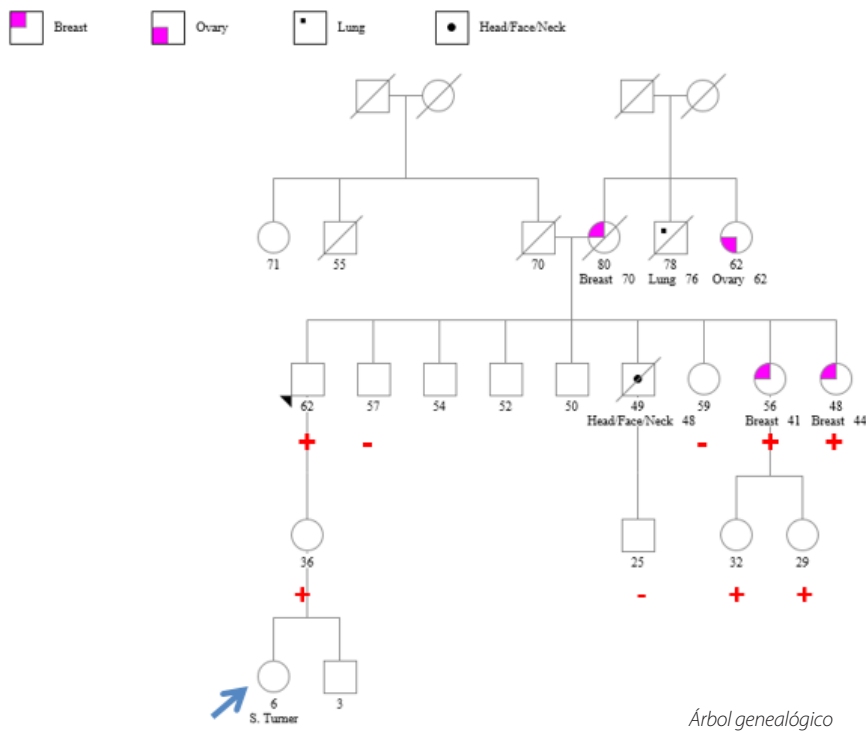 Breast Ovary Lung Head/Face/Neck
71 55 70 80 78 62
Breast 70 Lung 76 Ovary 62
62 57 54 52 50 49 59 56 48
Head/Face/Neck 48 Breast 41 Breast 44
+ - - + +
36 25 32 29
+ - + +
6 3
S. Turner
Árbol genealógico